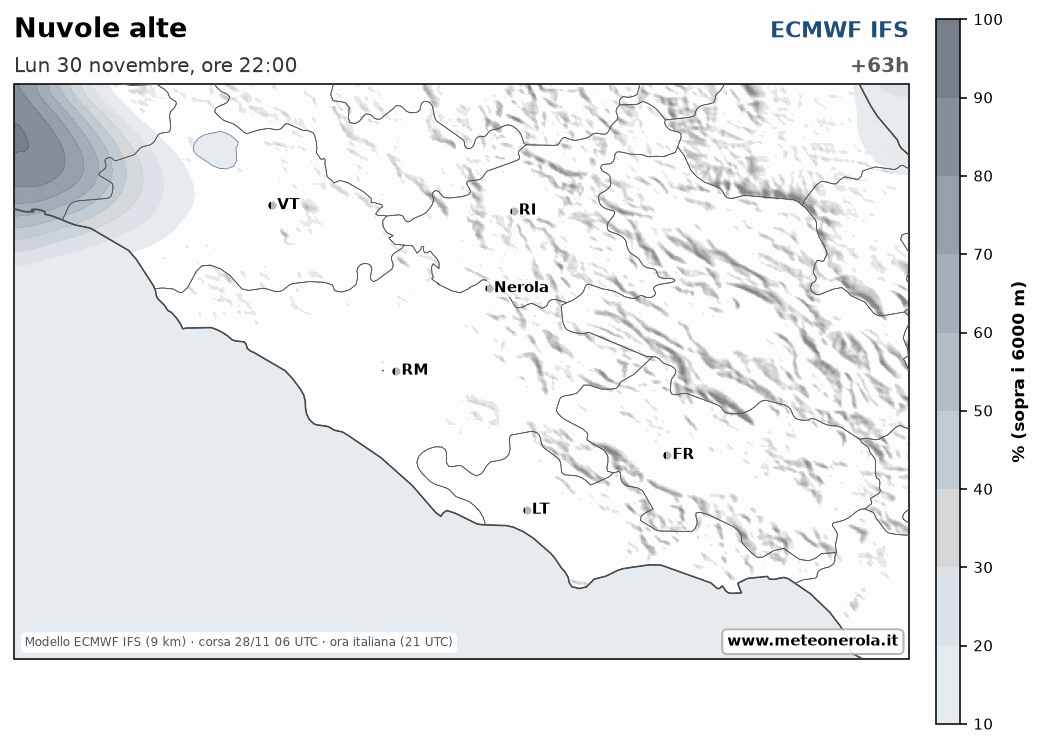 Nuvole alte
ECMWF IFS
Lun 30 novembre, ore 22:00
+63h
VT
RI
Nerola
RM
FR
LT
Modello ECMWF IFS (9 km) · corsa 28/11 06 UTC · ora italiana (21 UTC)
www.meteonerola.it
100
90
80
70
60
50
40
30
20
10
% (sopra i 6000 m)